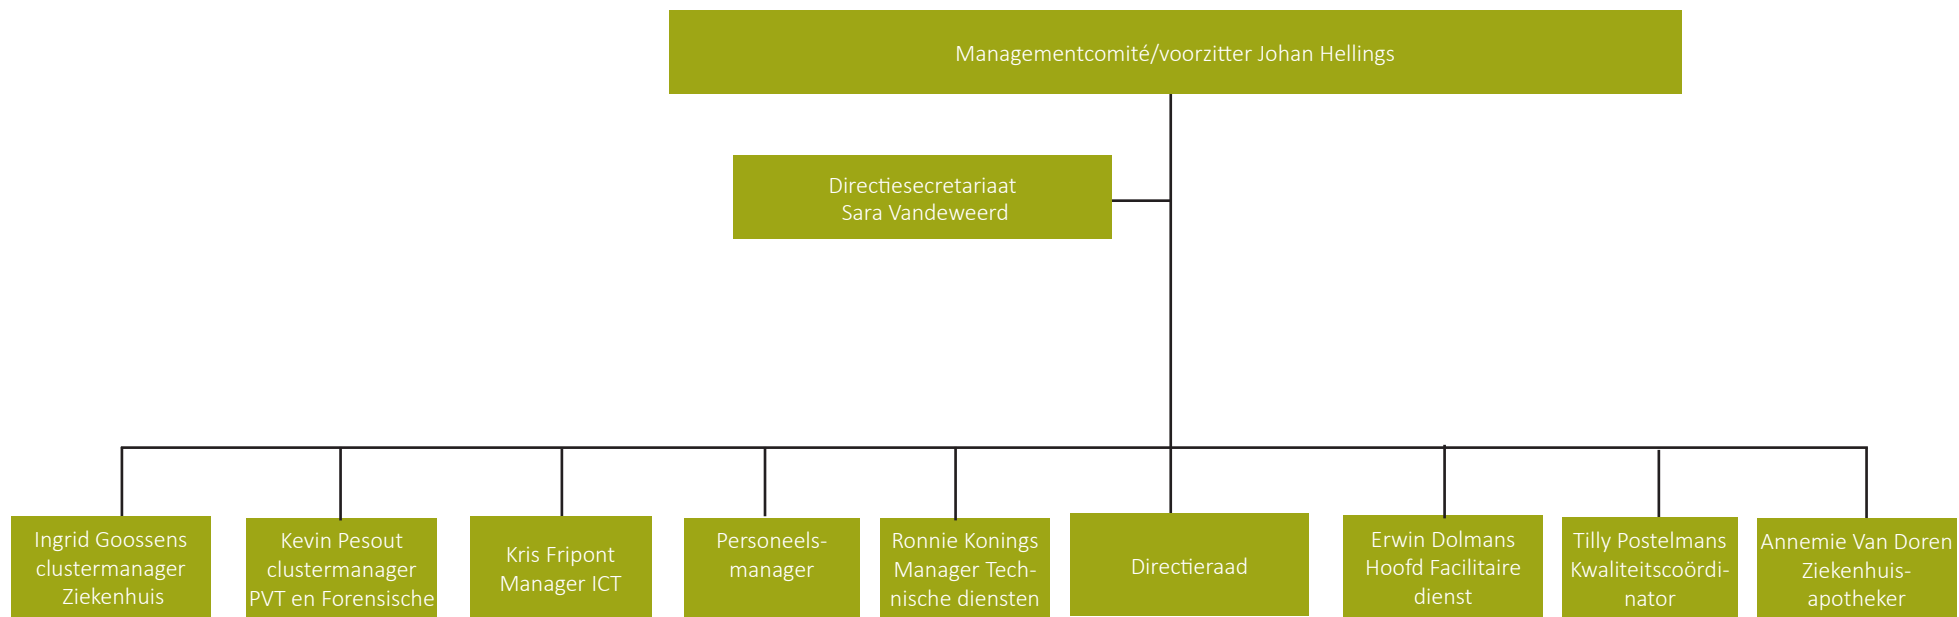 Managementcomité/voorzitter Johan Hellings
Directiesecretariaat
Sara Vandeweerd
Ingrid Goossens
clustermanager
Ziekenhuis
Kevin Pesout
clustermanager
PVT en Forensische
Kris Fripont
Manager ICT
Personeels-
manager
Ronnie Konings
Manager Tech-
nische diensten
Directieraad
Erwin Dolmans
Hoofd Facilitaire
dienst
Tilly Postelmans
Kwaliteitscoördi-
nator
Annemie Van Doren
Ziekenhuis-
apotheker